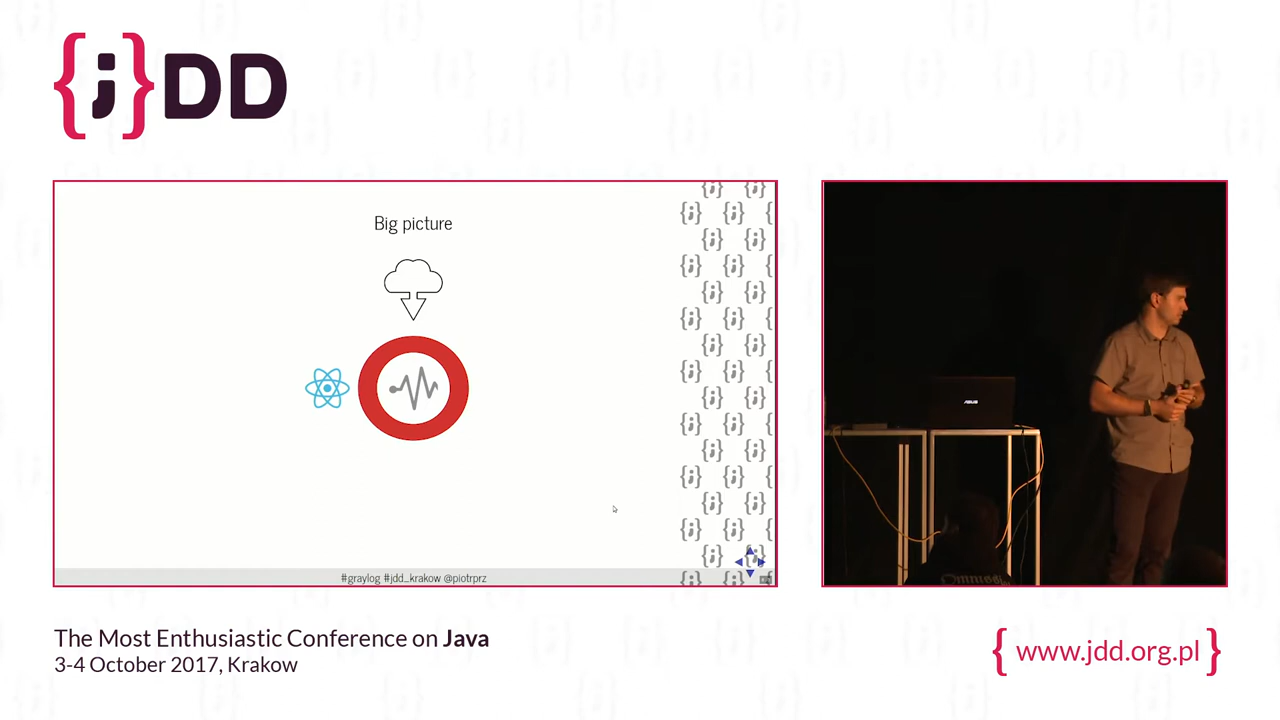 {;}DD
Big picture
#graylog #jdd_krakow @piotrprz
ASUS
The Most Enthusiastic Conference on Java
3-4 October 2017, Krakow
{ www.jdd.org.pl }